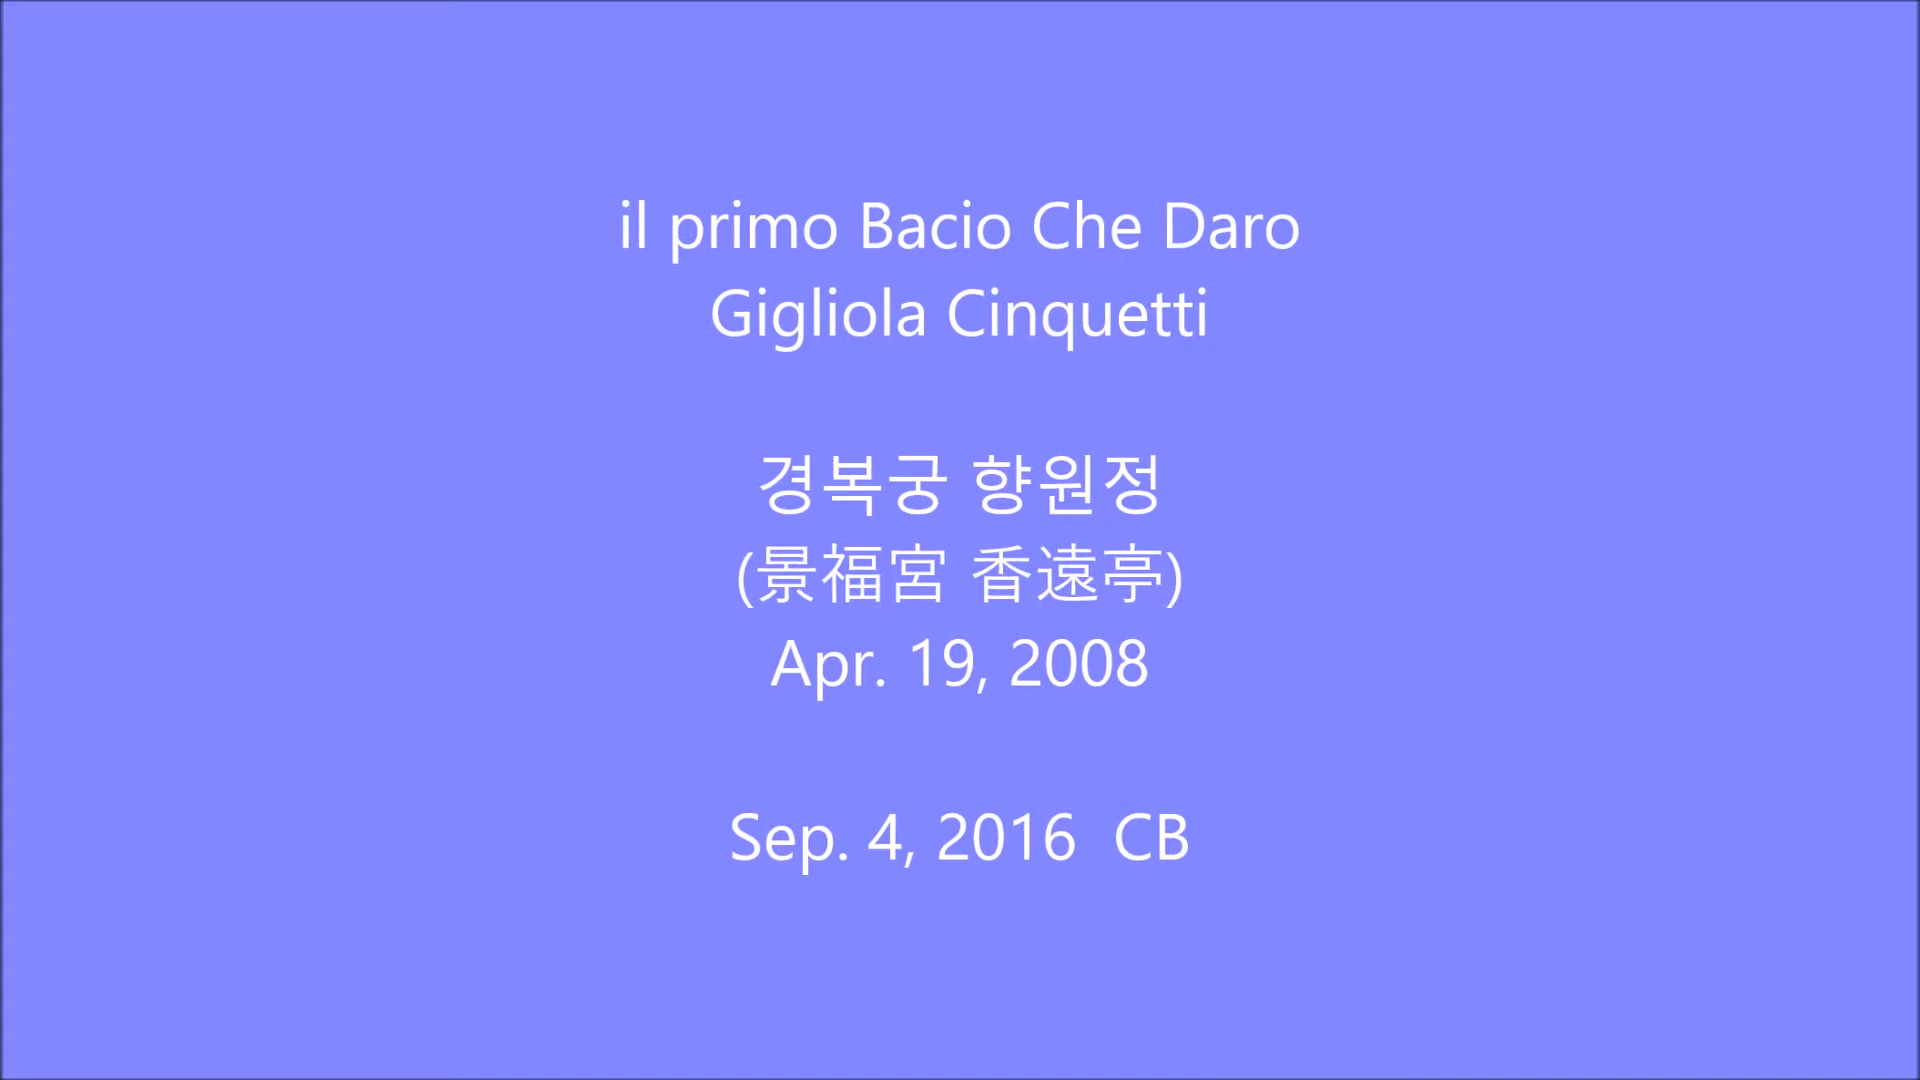 il primo Bacio Che Daro
Gigliola Cinquetti
경복궁 향원정
(景福宮 香遠亭)
Apr. 19, 2008
Sep. 4, 2016  CB